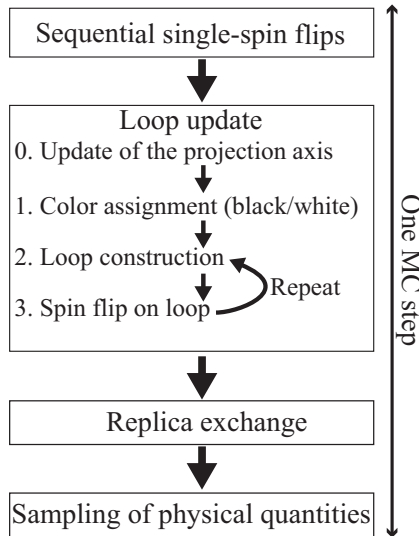 Sequential single-spin flips
Loop update
0. Update of the projection axis
1. Color assignment (black/white)
2. Loop construction
Repeat
3. Spin flip on loop
Replica exchange
Sampling of physical quantities
One MC step